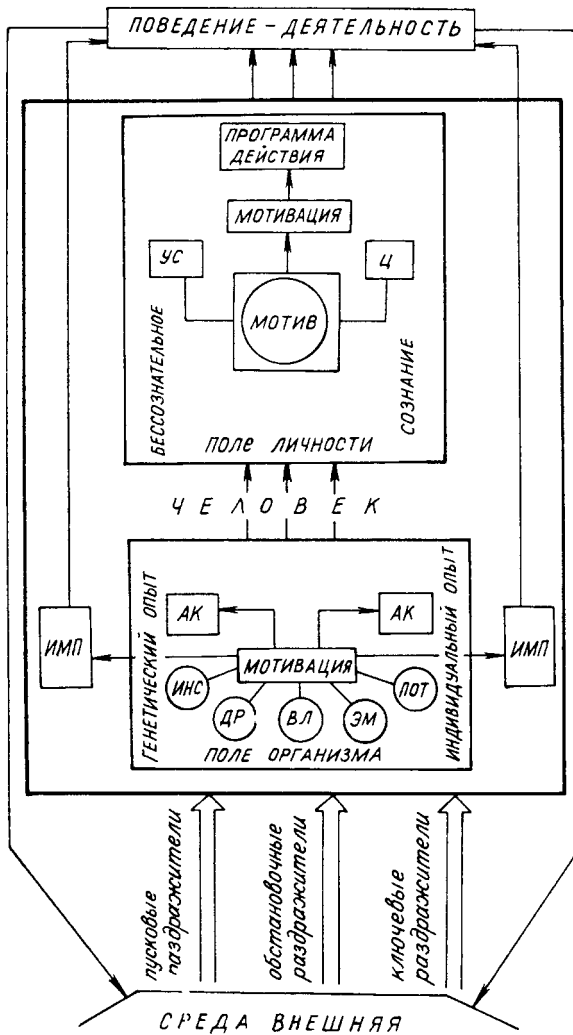 ПОВЕДЕНИЕ – ДЕЯТЕЛЬНОСТЬ
ПРОГРАММА
ДЕЙСТВИЯ
МОТИВАЦИЯ
УС
Ц
МОТИВ
БЕССОЗНАТЕЛЬНОЕ
СОЗНАНИЕ
ПОЛЕ ЛИЧНОСТИ
ЧЕЛОВЕК
ГЕНЕТИЧЕСКИЙ ОПЫТ
ИНДИВИДУАЛЬНЫЙ ОПЫТ
АК
АК
ИМП
ИМП
МОТИВАЦИЯ
ИНС
ПОТ
ДР
ВЛ
ЭМ
ПОЛЕ ОРГАНИЗМА
пусковые
раздражители
обстановочные
раздражители
ключевые
раздражители
СРЕДА ВНЕШНЯЯ